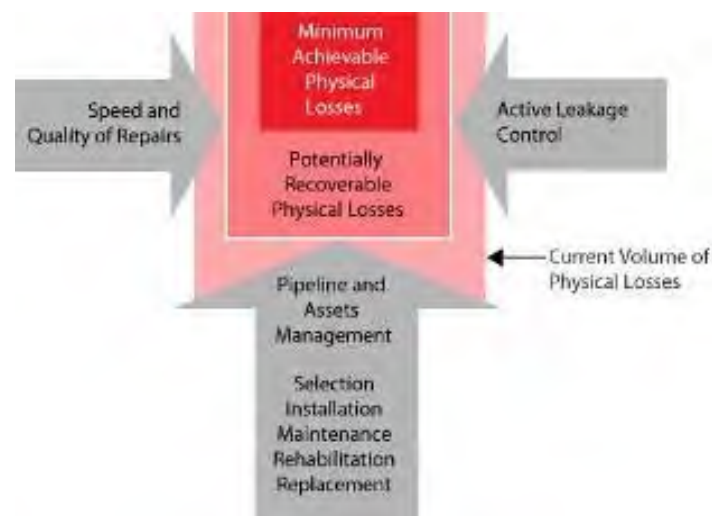 Minimum
Achievable
Physical
Losses
Speed and
Quality of Repairs
Active Leakage
Control
Potentially
Recoverable
Physical Losses
Current Volume of
Physical Losses
Pipeline and
Assets
Management
Selection
Installation
Maintenance
Rehabilitation
Replacement